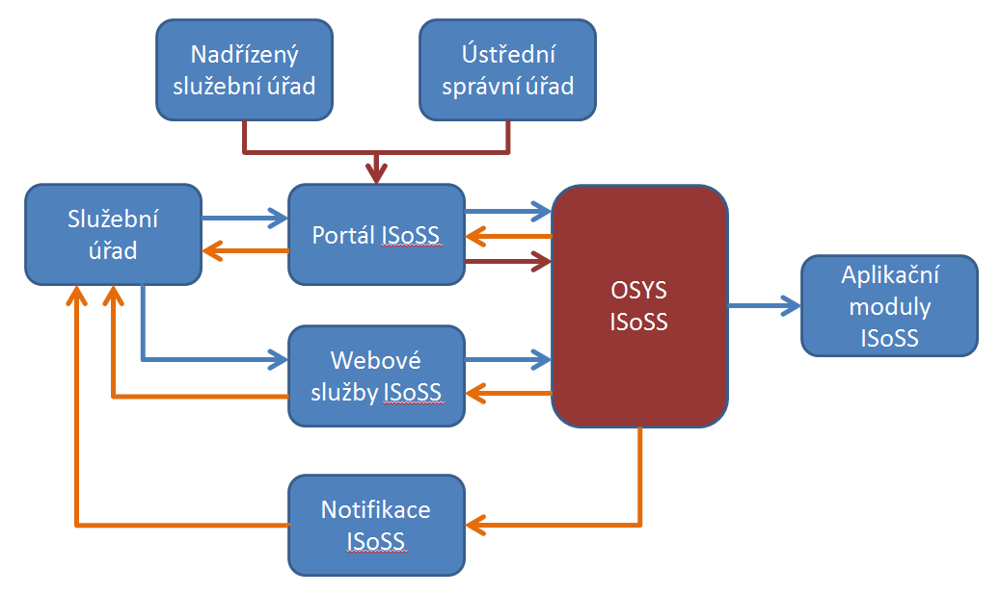 Nadřízený
služební úřad
Ústřední
správní úřad
Služební
úřad
Portál ISoSS
OSYS
ISoSS
Aplikační
moduly
ISoSS
Webové
služby ISoSS
Notifikace
ISoSS